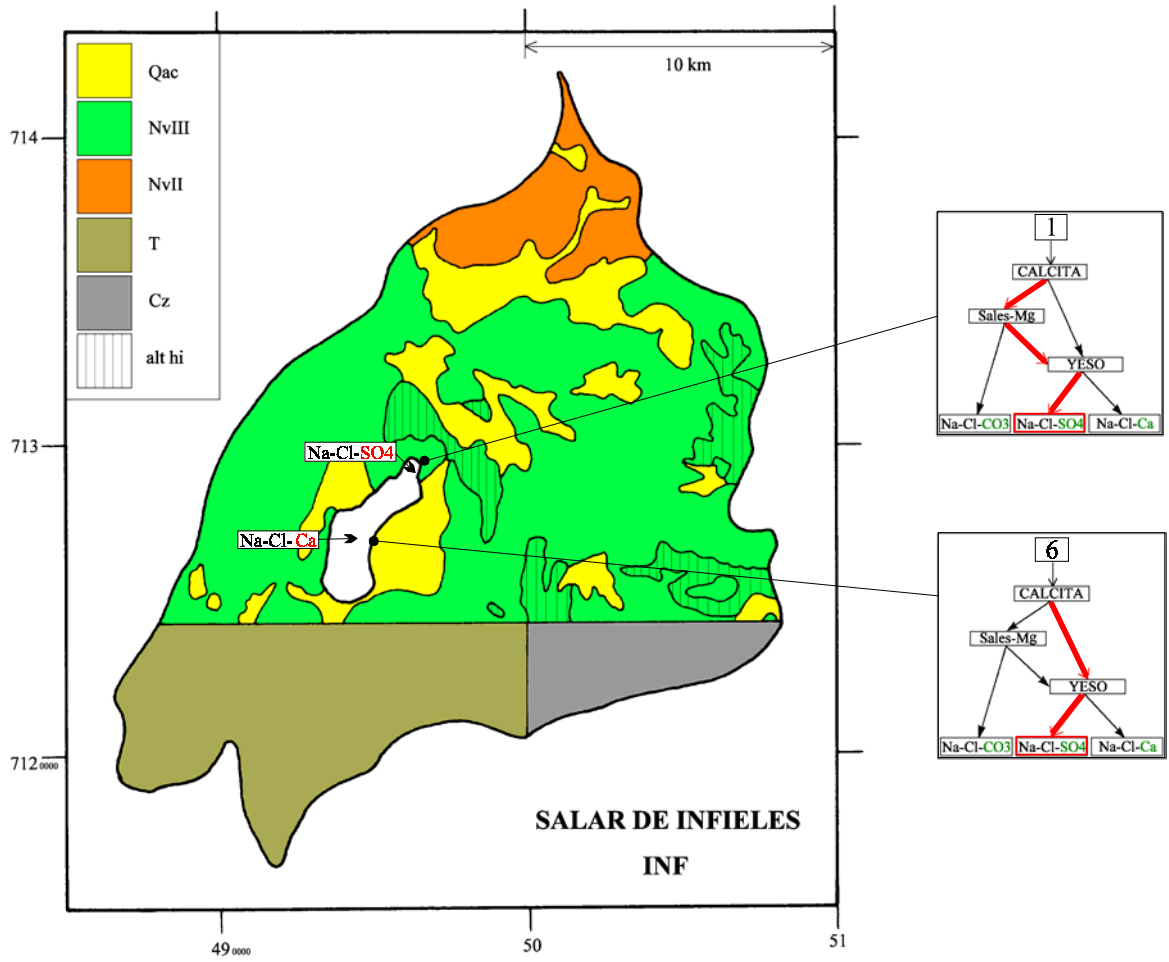 Qac
NvIII
NvII
T
Cz
alt hi
10 km
714
713
712 0000
49 0000
50
51
Na-Cl-SO4
Na-Cl- Ca
SALAR DE INFIELES
INF
1
CALCITA
Sales-Mg
YESO
Na-Cl-CO3 Na-Cl-SO4 Na-Cl-Ca
6
CALCITA
Sales-Mg
YESO
Na-Cl-CO3 Na-Cl-SO4 Na-Cl-Ca